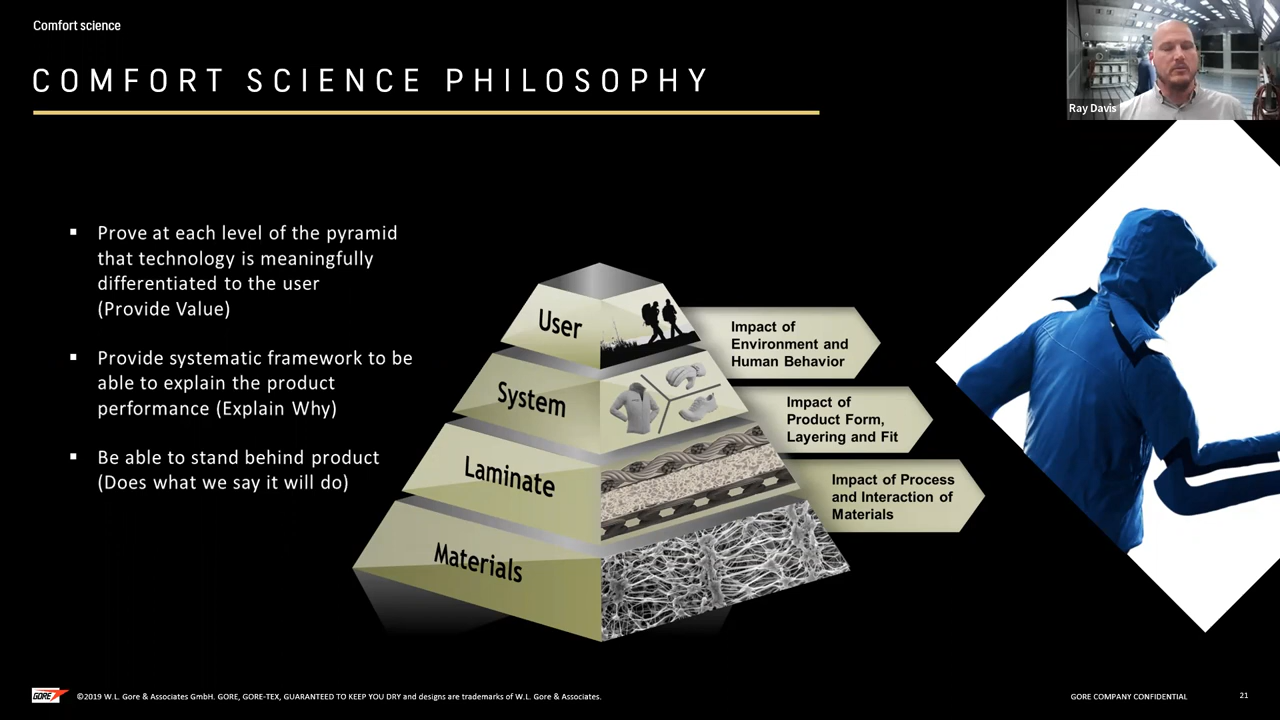 Comfort science
COMFORT SCIENCE PHILOSOPHY
Ray Davis
▪ Prove at each level of the pyramid
that technology is meaningfully
differentiated to the user
(Provide Value)
▪ Provide systematic framework to be
able to explain the product
performance (Explain Why)
▪ Be able to stand behind product
(Does what we say it will do)
User
System
Laminate
Materials
Impact of
Environment and
Human Behavior
Impact of
Product Form,
Layering and Fit
Impact of Process
and Interaction of
Materials
GORE
©2019 W.L. Gore & Associates GmbH. GORE, GORE-TEX, GUARANTEED TO KEEP YOU DRY and designs are trademarks of W.L. Gore & Associates.
GORE COMPANY CONFIDENTIAL
21